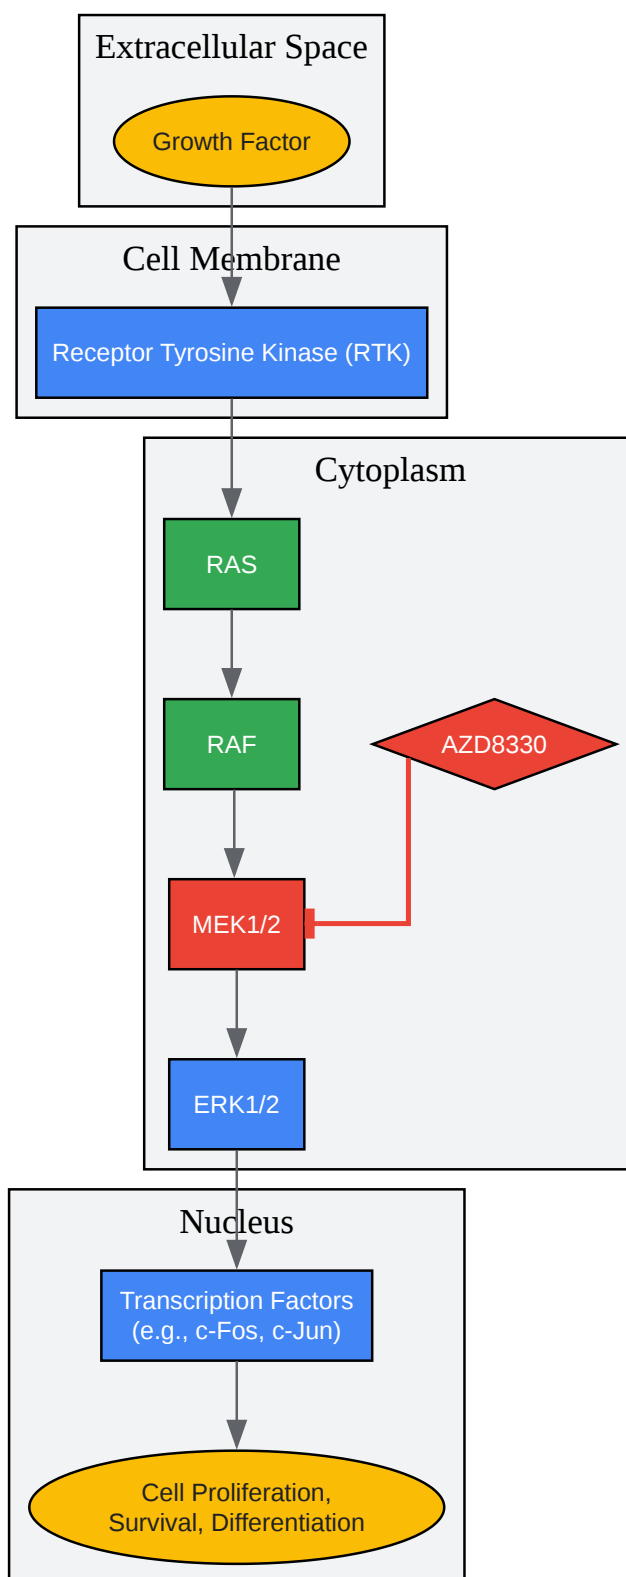 Extracellular Space
Growth Factor
Cell Membrane
Receptor Tyrosine Kinase (RTK)
Cytoplasm
RAS
RAF
AZD8330
MEK1/2
ERK1/2
Nucleus
Transcription Factors
(e.g., c-Fos, c-Jun)
Cell Proliferation,
Survival, Differentiation